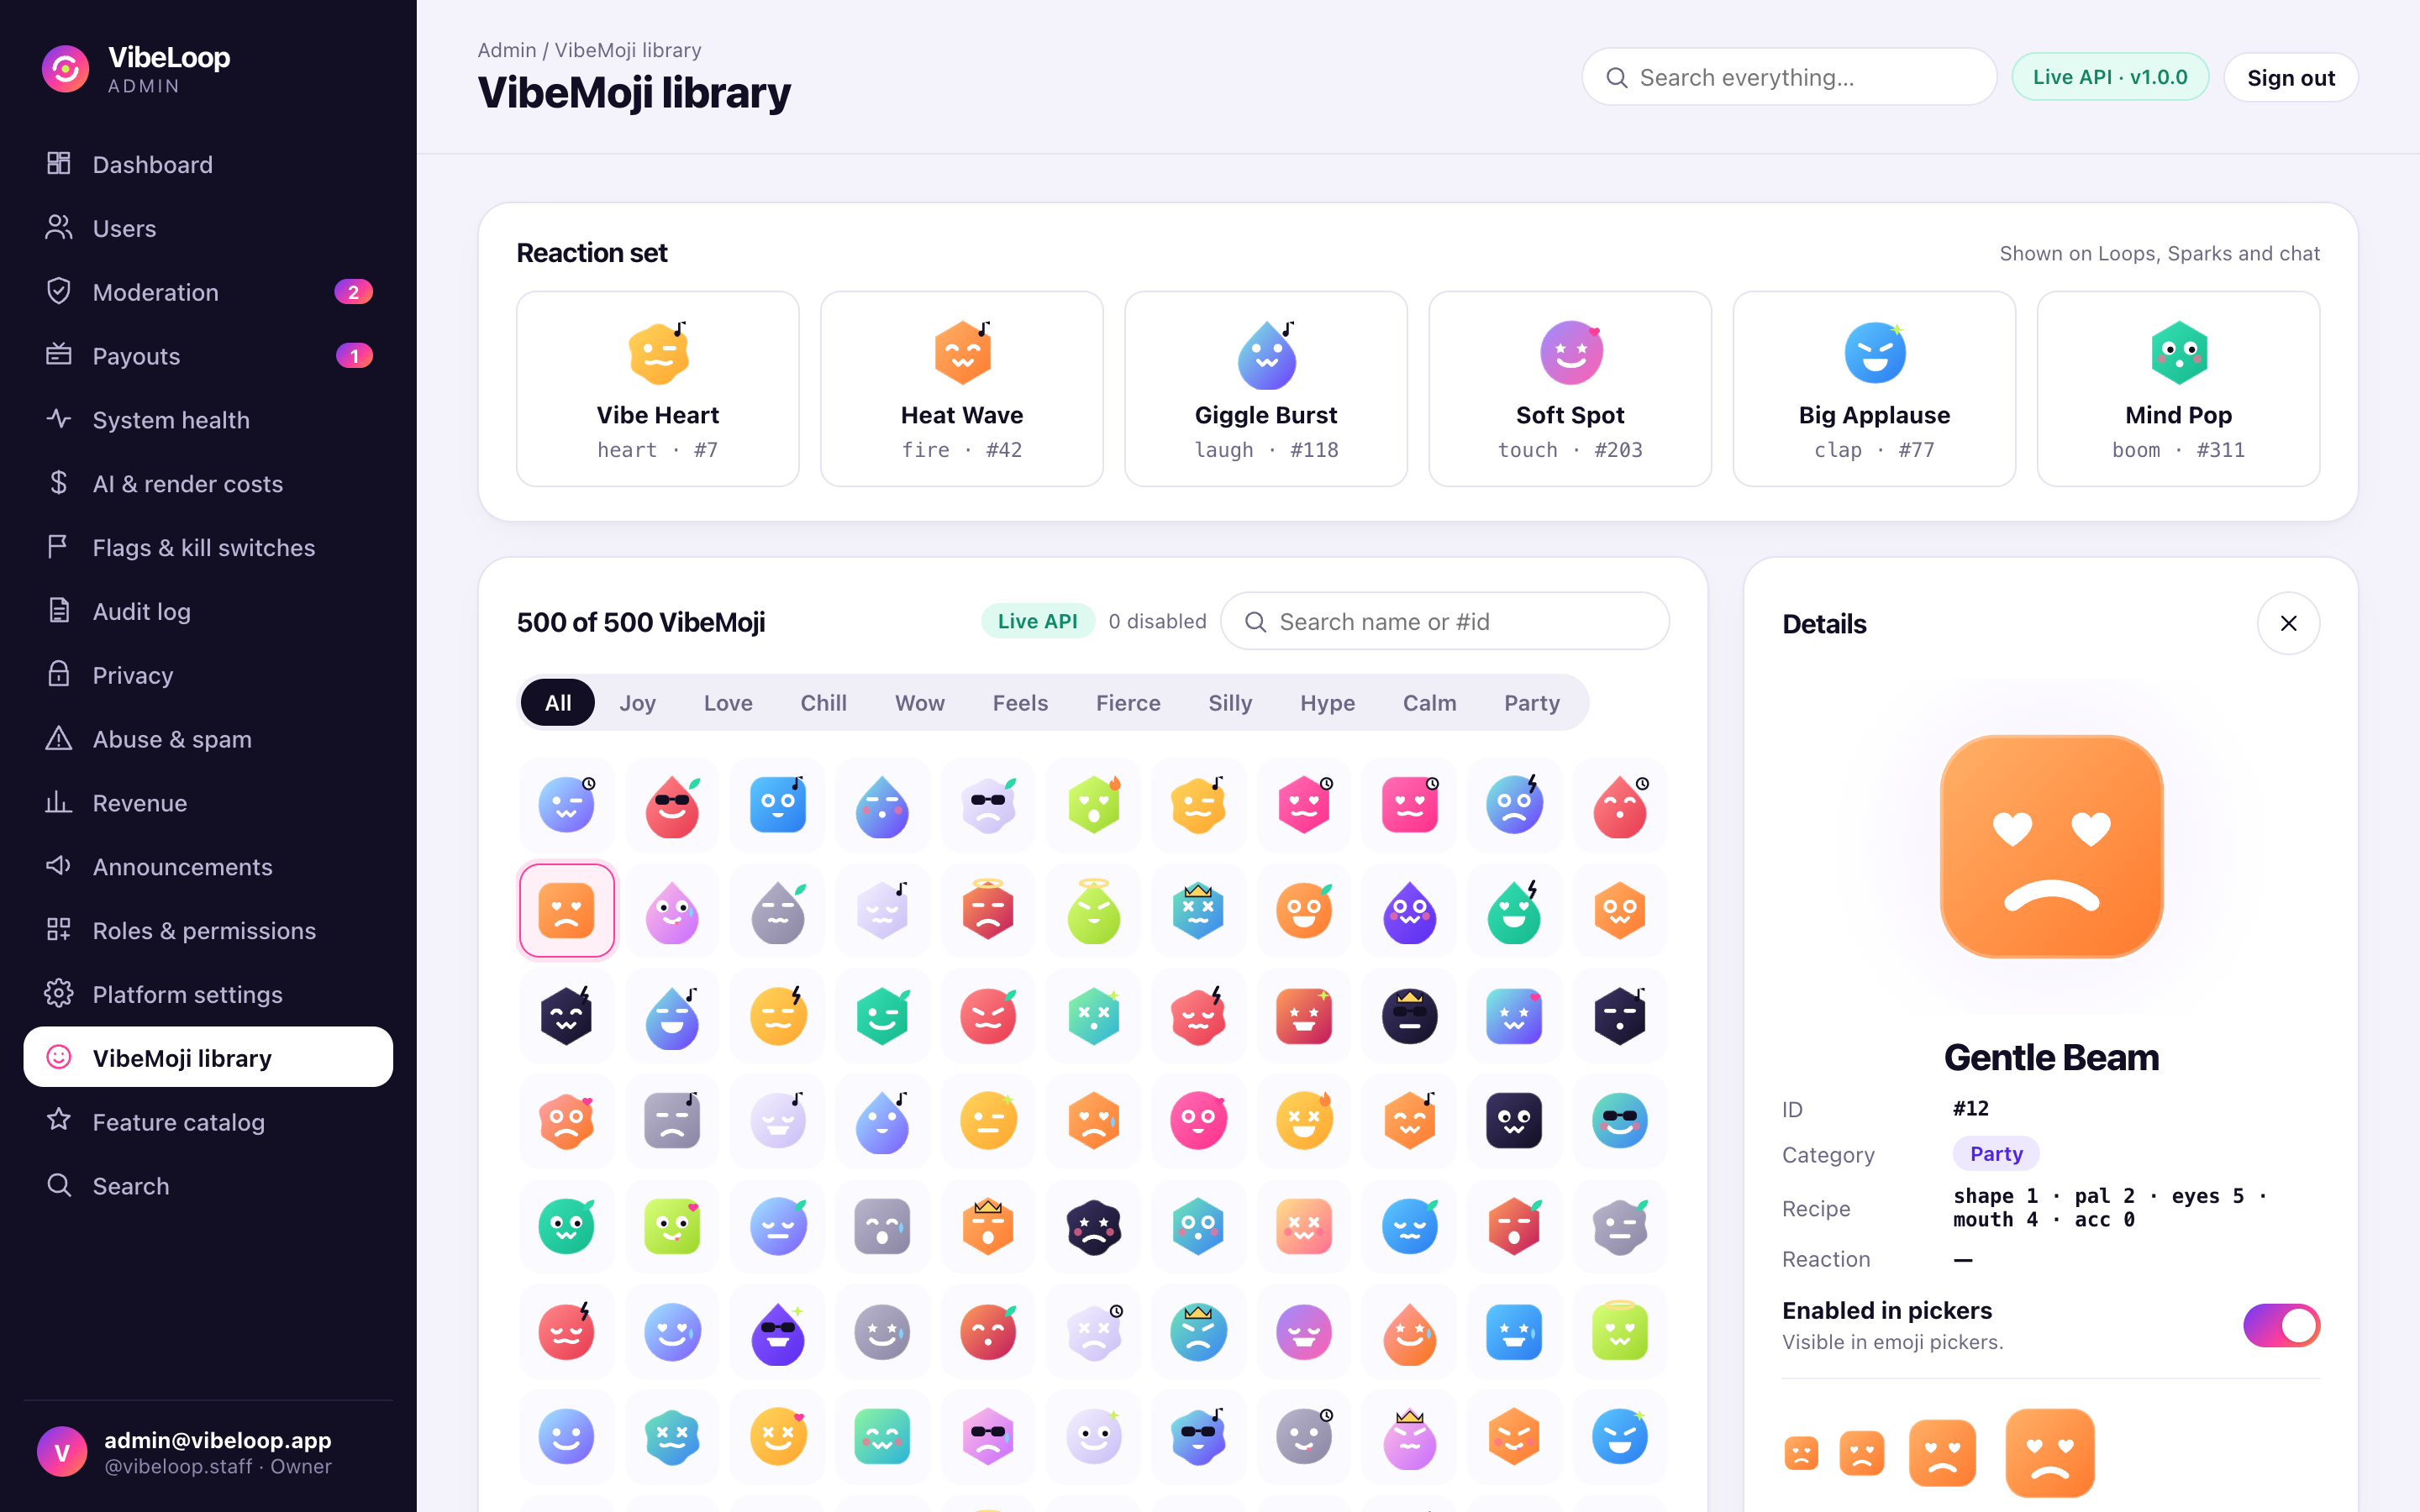 VibeLoop
ADMIN
Dashboard
Users
Moderation 2
Payouts 1
System health
AI & render costs
Flags & kill switches
Audit log
Privacy
Abuse & spam
Revenue
Announcements
Roles & permissions
Platform settings
VibeMoji library
Feature catalog
Search
V
admin@vibeloop.app
@vibeloop.staff · Owner
Admin / VibeMoji library
VibeMoji library
Search everything...
Live API · v1.0.0
Sign out
Reaction set
Shown on Loops, Sparks and chat
Vibe Heart
heart · #7
Heat Wave
fire · #42
Giggle Burst
laugh · #118
Soft Spot
touch · #203
Big Applause
clap · #77
Mind Pop
boom · #311
500 of 500 VibeMoji
Live API
0 disabled
Search name or #id
All Joy Love Chill Wow Feels Fierce Silly Hype Calm Party
Details
Gentle Beam
ID #12
Category Party
Recipe shape 1 · pal 2 · eyes 5 ·
mouth 4 · acc 0
Reaction —
Enabled in pickers
Visible in emoji pickers.